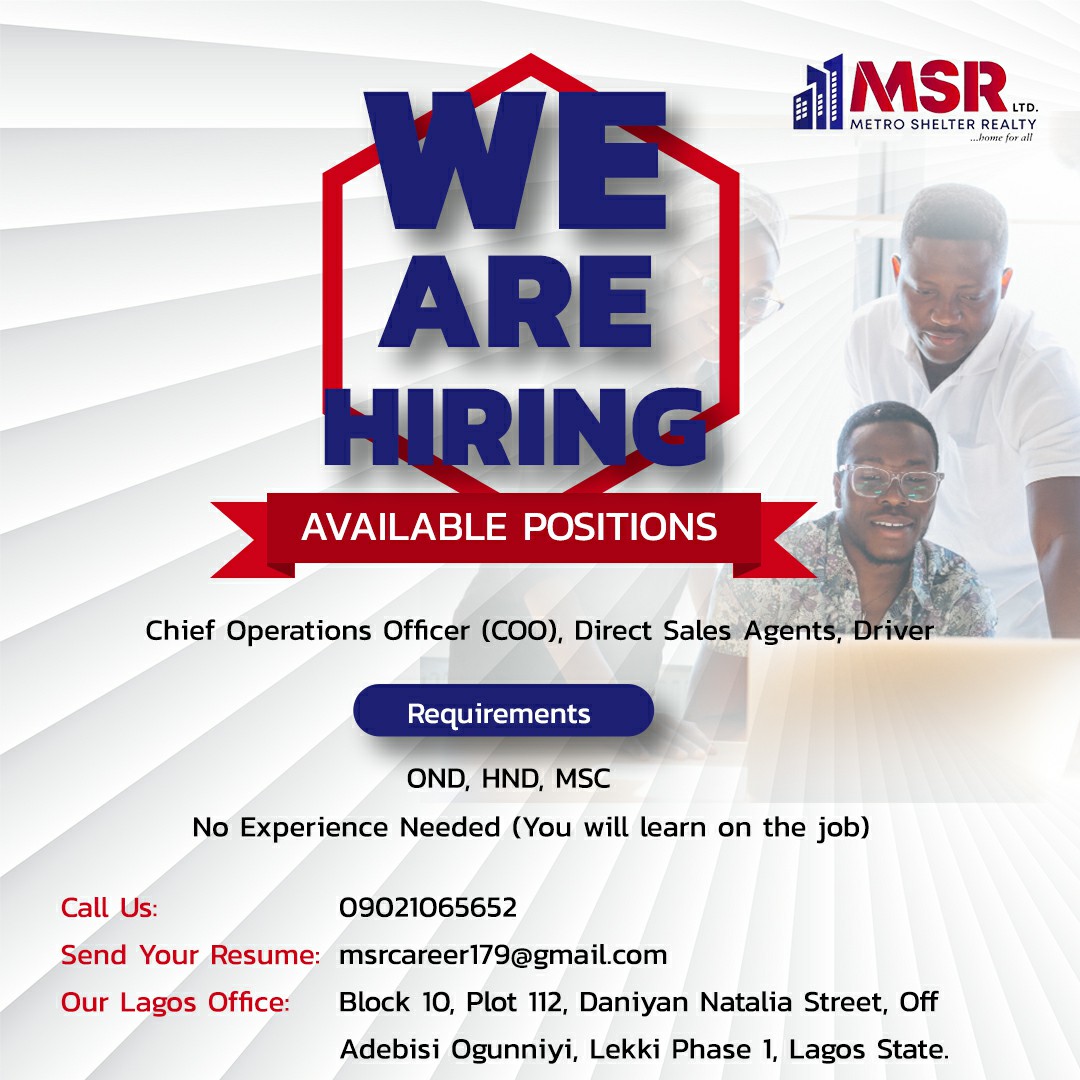 MSR LTD.
METRO SHELTER REALTY
...home for all
WE
ARE
HIRING
AVAILABLE POSITIONS
Chief Operations Officer (COO), Direct Sales Agents, Driver
Requirements
OND, HND, MSC
No Experience Needed (You will learn on the job)
Call Us: 09021065652
Send Your Resume: msrcareer179@gmail.com
Our Lagos Office: Block 10, Plot 112, Daniyan Natalia Street, Off
Adebisi Ogunniyi, Lekki Phase 1, Lagos State.